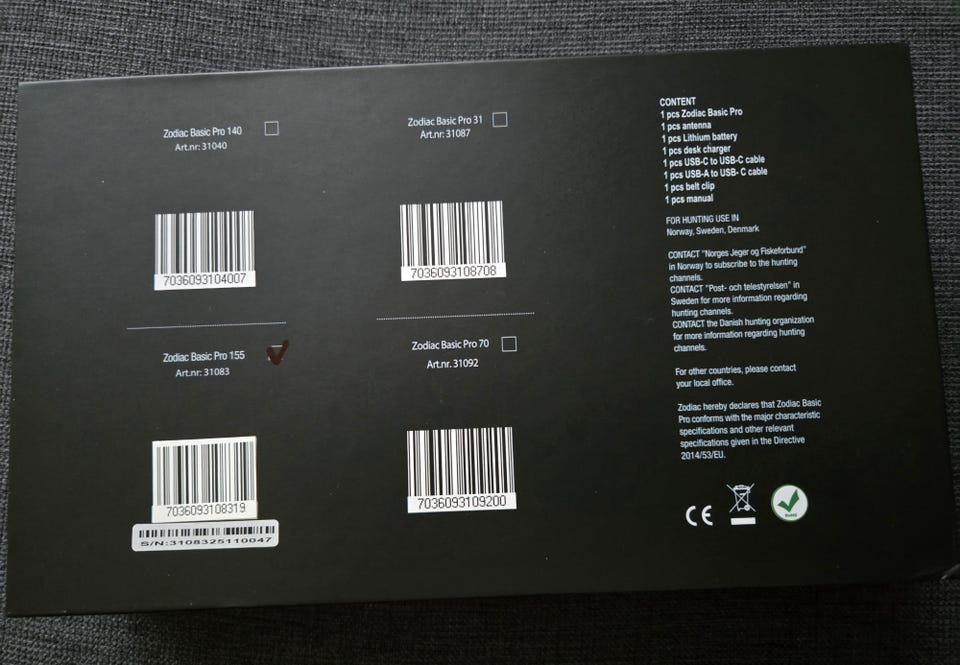 Zodiac Basic Pro 140
Art.nr: 31040
7036093104007
Zodiac Basic Pro 155
Art.nr: 31083
7036093108319
S/N:3108325110047
Zodiac Basic Pro 31
Art.nr: 31087
7036093108708
Zodiac Basic Pro 70
Art.nr: 31092
7036093109200
CONTENT
1 pcs Zodiac Basic Pro
1 pcs antenna
1 pcs Lithium battery
1 pcs desk charger
1 pcs USB-C to USB-C cable
1 pcs USB-A to USB- C cable
1 pcs belt clip
1 pcs manual
FOR HUNTING USE IN
Norway, Sweden, Denmark
CONTACT "Norges Jeger og Fiskeforbund"
in Norway to subscribe to the hunting
channels.
CONTACT "Post- och telestyrelsen" in
Sweden for more information regarding
hunting channels.
CONTACT the Danish hunting organization
for more information regarding hunting
channels.
For other countries, please contact
your local office.
Zodiac hereby declares that Zodiac Basic
Pro conforms with the major characteristic
specifications and other relevant
specifications given in the Directive
2014/53/EU.
CE
RoHS